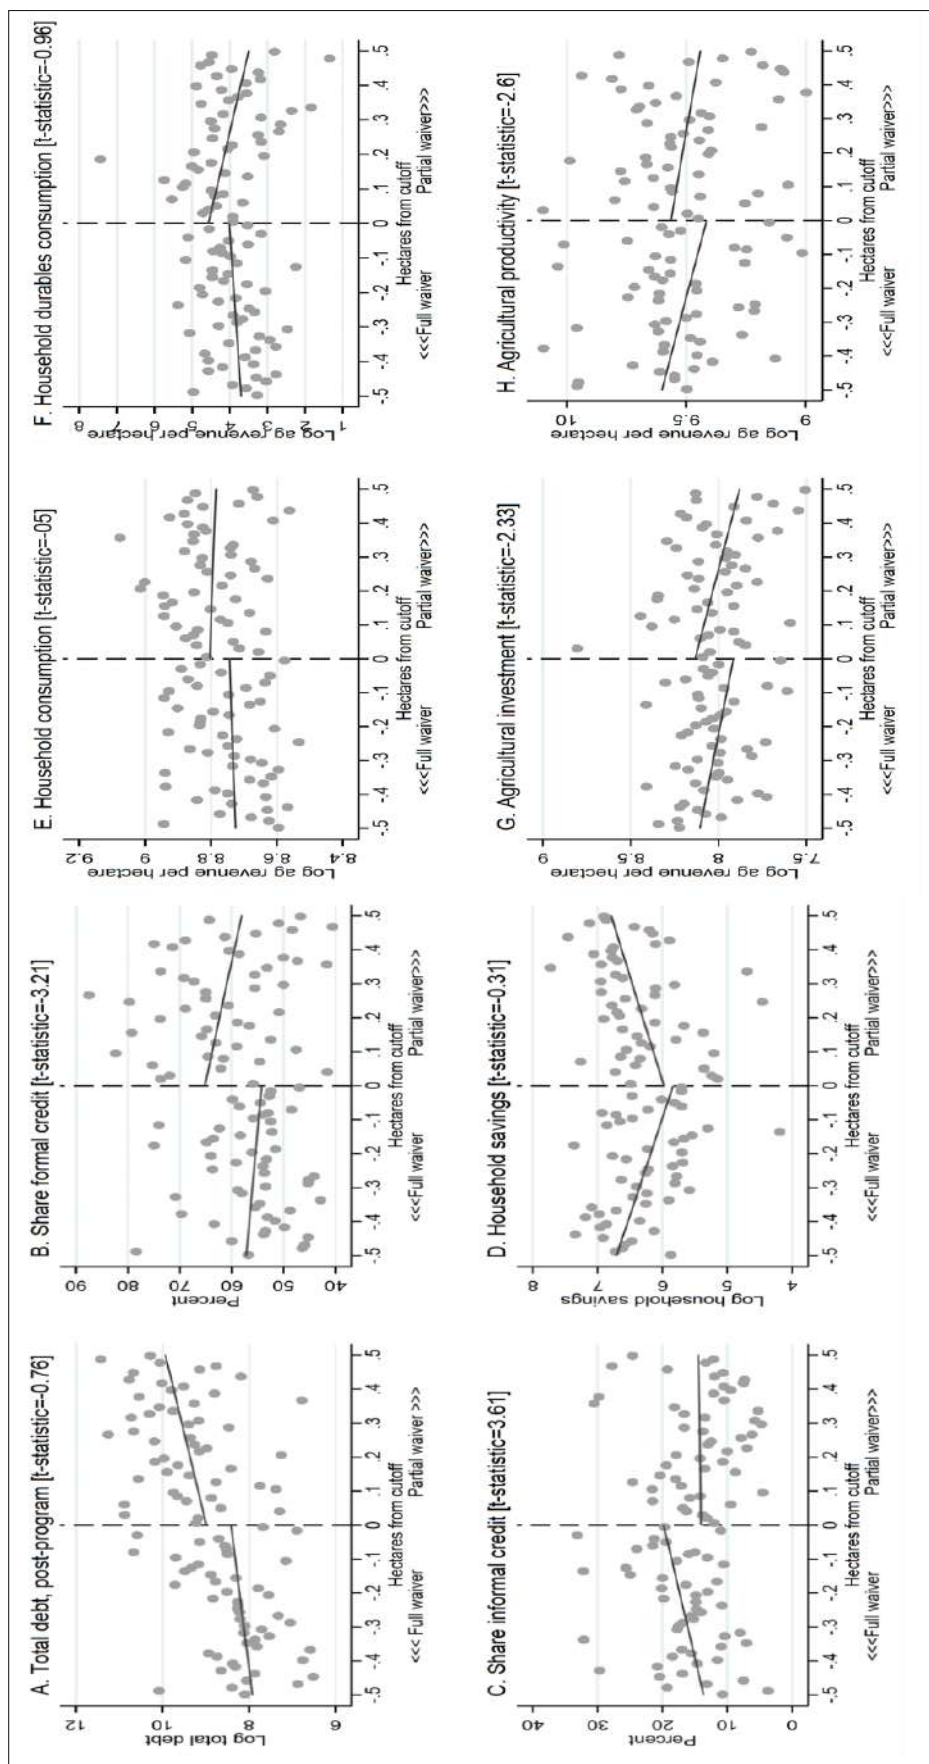 A. Total debt, post-program [t-statistic=-0.76]
12
10
8
6
Log total debt
-.5 -.4 -.3 -.2 -.1 0 .1 .2 .3 .4 .5
Hectares from cutoff
<<< Full waiver Partial waiver >>>
B. Share formal credit [t-statistic=-3.21]
90
80
70
60
50
40
Percent
-.5 -.4 -.3 -.2 -.1 0 .1 .2 .3 .4 .5
Hectares from cutoff
<<<Full waiver Partial waiver>>>
E. Household consumption [t-statistic=-05]
9.2
9
8.8
8.6
8.4
Log ag revenue per hectare
-.5 -.4 -.3 -.2 -.1 0 .1 .2 .3 .4 .5
Hectares from cutoff
<<<Full waiver Partial waiver>>>
F. Household durables consumption [t-statistic=-0.96]
8
7
6
5
4
3
2
1
Log ag revenue per hectare
-.5 -.4 -.3 -.2 -.1 0 .1 .2 .3 .4 .5
Hectares from cutoff
<<<Full waiver Partial waiver>>>
C. Share informal credit [t-statistic=3.61]
40
30
20
10
0
Percent
-.5 -.4 -.3 -.2 -.1 0 .1 .2 .3 .4 .5
Hectares from cutoff
<<<Full waiver Partial waiver>>>
D. Household savings [t-statistic=-0.31]
8
7
6
5
4
Log household savings
-.5 -.4 -.3 -.2 -.1 0 .1 .2 .3 .4 .5
Hectares from cutoff
<<<Full waiver Partial waiver>>>
G. Agricultural investment [t-statistic=-2.33]
9
8.5
8
7.5
Log ag revenue per hectare
-.5 -.4 -.3 -.2 -.1 0 .1 .2 .3 .4 .5
Hectares from cutoff
<<<Full waiver Partial waiver>>>
H. Agricultural productivity [t-statistic=-2.6]
10
9.5
9
Log ag revenue per hectare
-.5 -.4 -.3 -.2 -.1 0 .1 .2 .3 .4 .5
Hectares from cutoff
<<<Full waiver Partial waiver>>>